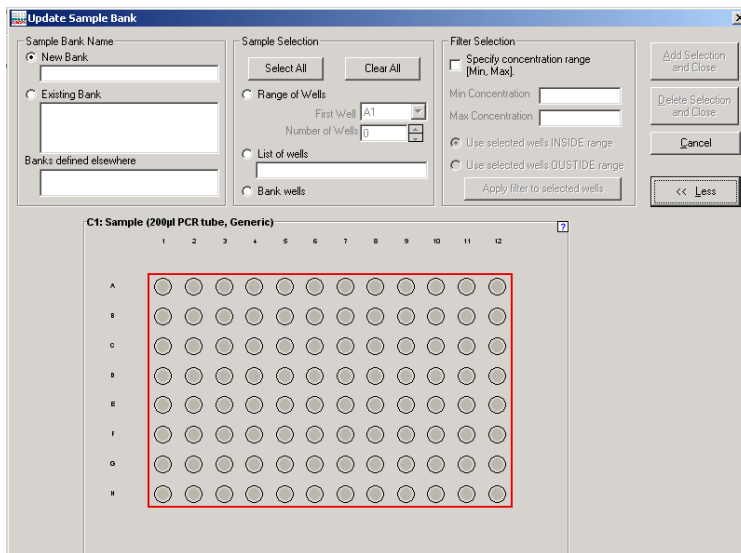 Update Sample Bank
Sample Bank Name
New Bank
Existing Bank
Banks defined elsewhere
Sample Selection
Select All
Clear All
Range of Wells
First Well A1
Number of Wells 0
List of wells
Bank wells
Filter Selection
Specify concentration range
[Min, Max].
Min Concentration
Max Concentration
Use selected wells INSIDE range
Use selected wells OUSTIDE range
Apply filter to selected wells
Add Selection
and Close
Delete Selection
and Close
Cancel
<< Less
C1: Sample (200µl PCR tube, Generic)
?
1 2 3 4 5 6 7 8 9 10 11 12
A
B
C
D
E
F
G
H